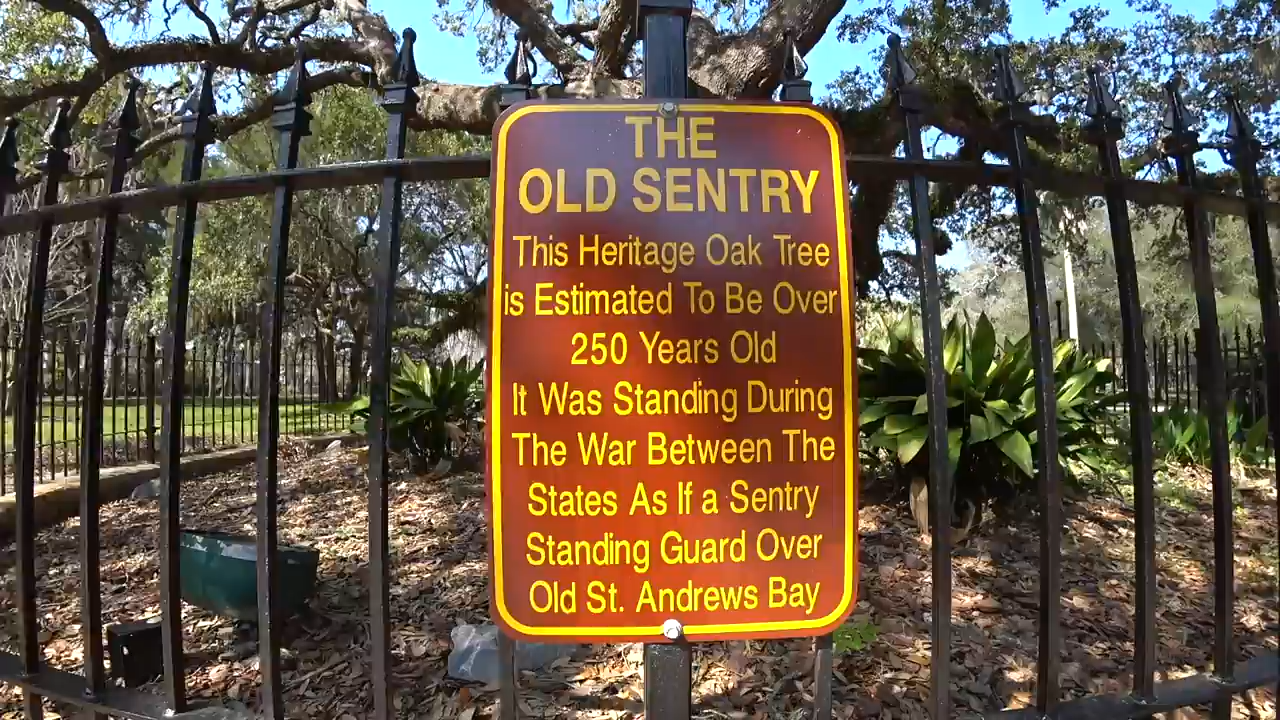 THE
OLD SENTRY
This Heritage Oak Tree
is Estimated To Be Over
250 Years Old
It Was Standing During
The War Between The
States As If a Sentry
Standing Guard Over
Old St. Andrews Bay